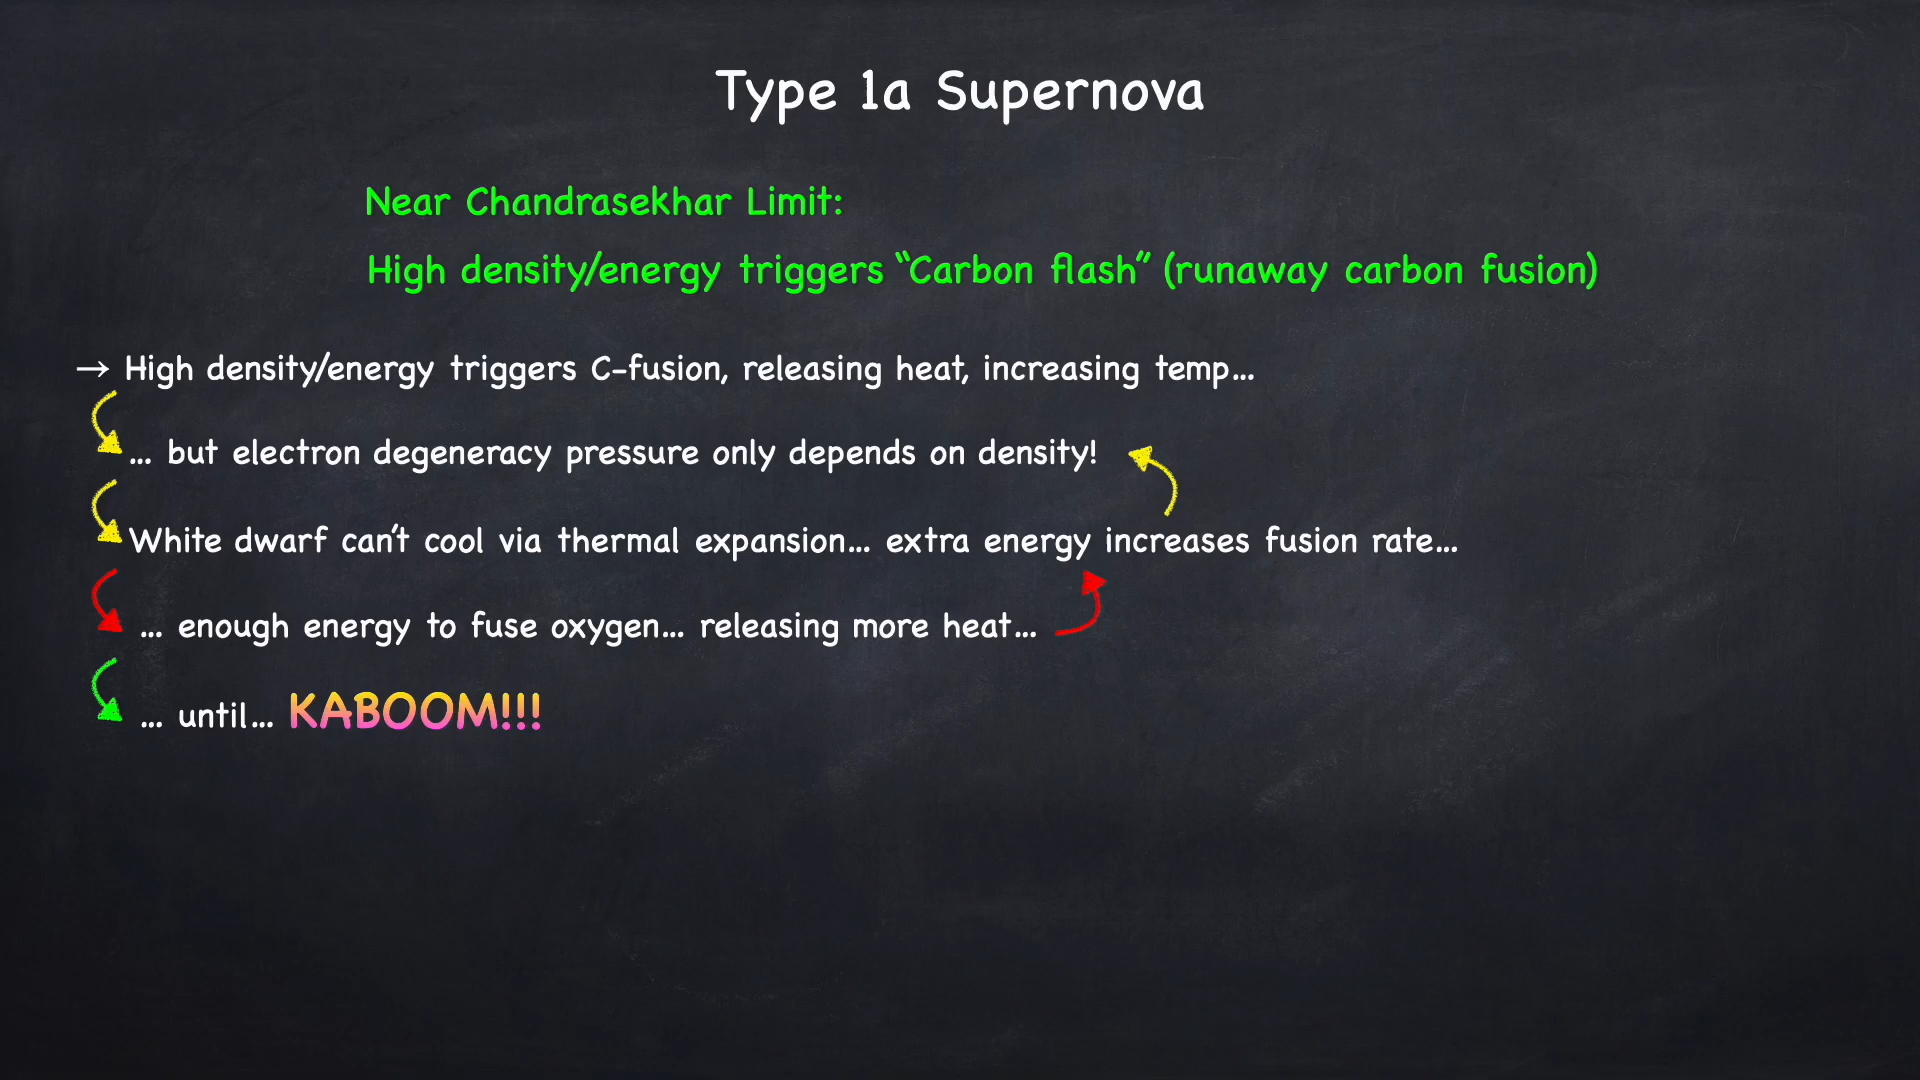 Type 1a Supernova
Near Chandrasekhar Limit:
High density/energy triggers “Carbon flash” (runaway carbon fusion)
→ High density/energy triggers C-fusion, releasing heat, increasing temp...
... but electron degeneracy pressure only depends on density!
White dwarf can’t cool via thermal expansion... extra energy increases fusion rate...
... enough energy to fuse oxygen... releasing more heat...
... until... KABOOM!!!